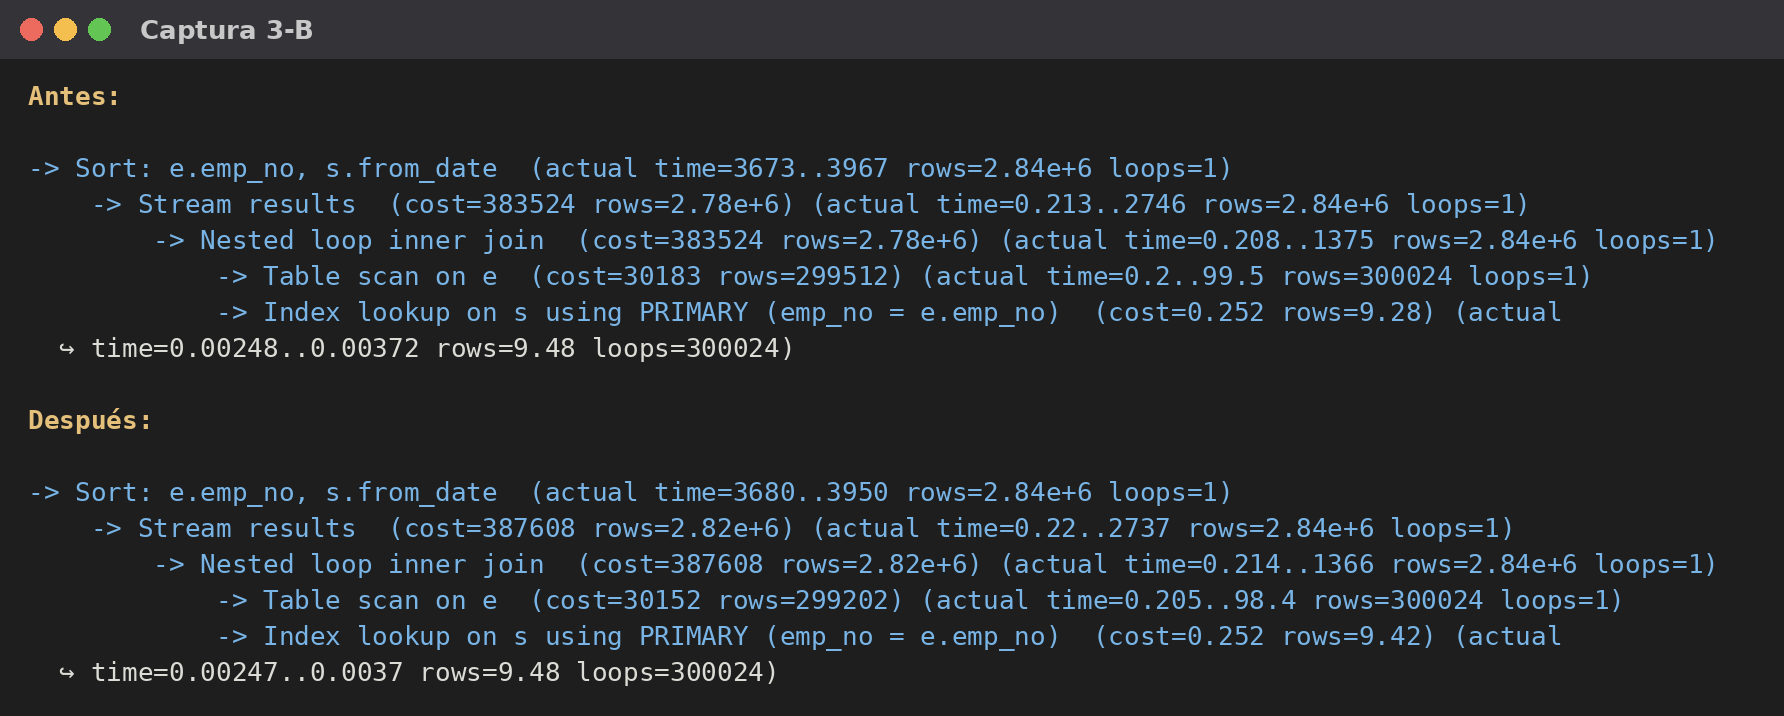 Captura 3-B
Antes:
-> Sort: e.emp_no, s.from_date  (actual time=3673..3967 rows=2.84e+6 loops=1)
    -> Stream results  (cost=383524 rows=2.78e+6) (actual time=0.213..2746 rows=2.84e+6 loops=1)
        -> Nested loop inner join  (cost=383524 rows=2.78e+6) (actual time=0.208..1375 rows=2.84e+6 loops=1)
            -> Table scan on e  (cost=30183 rows=299512) (actual time=0.2..99.5 rows=300024 loops=1)
            -> Index lookup on s using PRIMARY (emp_no = e.emp_no)  (cost=0.252 rows=9.28) (actual
  ↪ time=0.00248..0.00372 rows=9.48 loops=300024)
Después:
-> Sort: e.emp_no, s.from_date  (actual time=3680..3950 rows=2.84e+6 loops=1)
    -> Stream results  (cost=387608 rows=2.82e+6) (actual time=0.22..2737 rows=2.84e+6 loops=1)
        -> Nested loop inner join  (cost=387608 rows=2.82e+6) (actual time=0.214..1366 rows=2.84e+6 loops=1)
            -> Table scan on e  (cost=30152 rows=299202) (actual time=0.205..98.4 rows=300024 loops=1)
            -> Index lookup on s using PRIMARY (emp_no = e.emp_no)  (cost=0.252 rows=9.42) (actual
  ↪ time=0.00247..0.0037 rows=9.48 loops=300024)